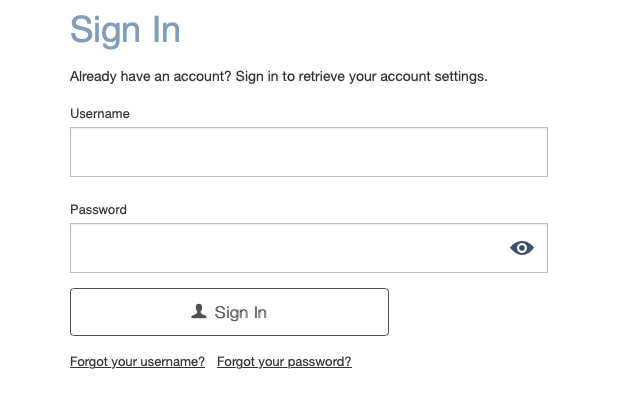 Sign In
Already have an account? Sign in to retrieve your account settings.
Username
Password
Sign In
Forgot your username? Forgot your password?